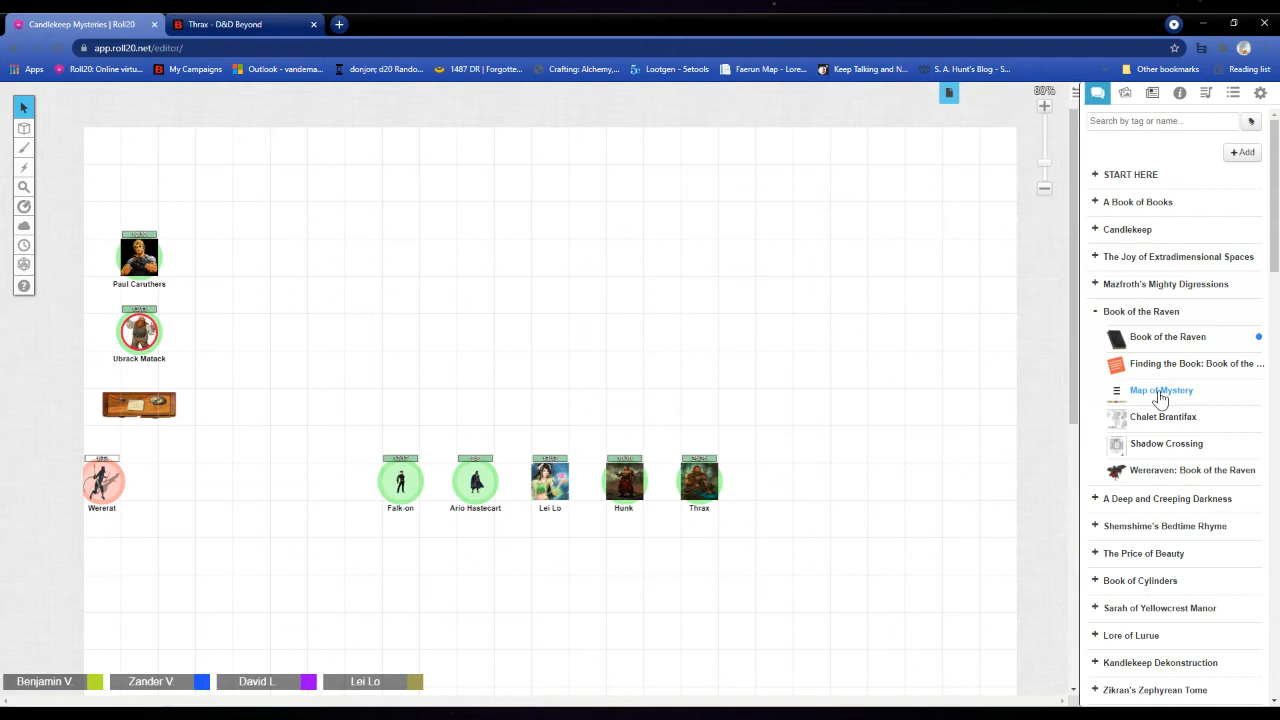 Candlekeep Mysteries | Roll20
Thrax - D&D Beyond
app.roll20.net/editor/
Apps
Roll20: Online virtu...
My Campaigns
Outlook - vandema...
donjon; d20 Rando...
1487 DR | Forgotte...
Crafting: Alchemy,...
Lootgen - 5etools
Faerun Map - Lore...
Keep Talking and N...
S. A. Hunt's Blog - S...
Other bookmarks
Reading list
80%
Search by tag or name...
+ Add
START HERE
A Book of Books
Candlekeep
The Joy of Extradimensional Spaces
Mazfroth's Mighty Digressions
Book of the Raven
Book of the Raven
Finding the Book: Book of the ...
Map of Mystery
Chalet Brantifax
Shadow Crossing
Wereraven: Book of the Raven
A Deep and Creeping Darkness
Shemshime's Bedtime Rhyme
The Price of Beauty
Book of Cylinders
Sarah of Yellowcrest Manor
Lore of Lurue
Kandlekeep Dekonstruction
Zikran's Zephyrean Tome
Paul Caruthers
Ubrack Matack
Wererat
Falk-on
Ario Hastecart
Lei Lo
Hunk
Thrax
Benjamin V.
Zander V.
David L.
Lei Lo